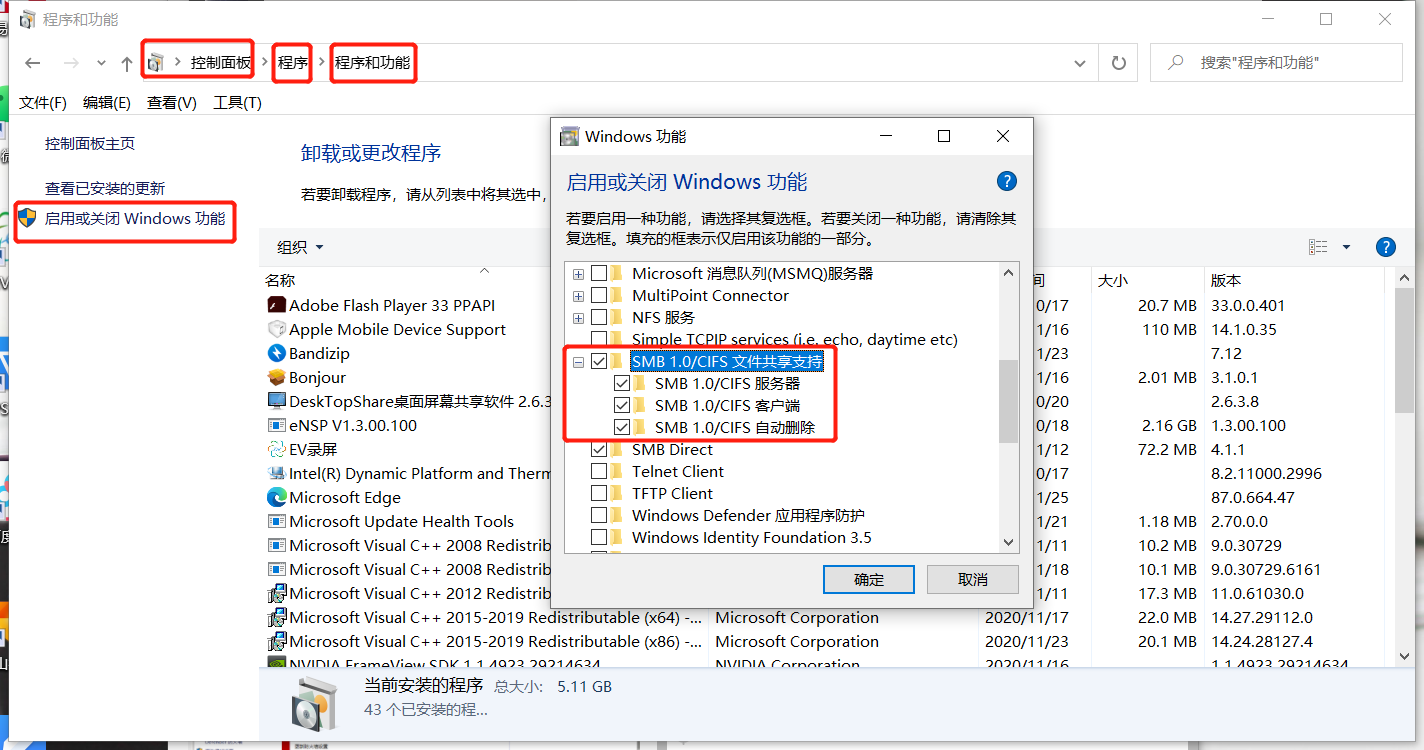 程序和功能
控制面板 程序 程序和功能
搜索"程序和功能"
文件(F) 编辑(E) 查看(V) 工具(T)
控制面板主页
查看已安装的更新
启用或关闭 Windows 功能
卸载或更改程序
若要卸载程序，请从列表中将其选中，
组织
名称 大小 版本
Adobe Flash Player 33 PPAPI 0/17 20.7 MB 33.0.0.401
Apple Mobile Device Support 1/16 110 MB 14.1.0.35
Bandizip 1/23 7.12
Bonjour 1/16 2.01 MB 3.1.0.1
DeskTopShare桌面屏幕共享软件 2.6.3 0/20 2.6.3.8
eNSP V1.3.00.100 0/18 2.16 GB 1.3.00.100
EV录屏 1/12 72.2 MB 4.1.1
Intel(R) Dynamic Platform and Therm 0/17 8.2.11000.2996
Microsoft Edge 1/25 87.0.664.47
Microsoft Update Health Tools 1/21 1.18 MB 2.70.0.0
Microsoft Visual C++ 2008 Redistrib 1/11 10.2 MB 9.0.30729
Microsoft Visual C++ 2008 Redistrib 1/18 10.1 MB 9.0.30729.6161
Microsoft Visual C++ 2012 Redistrib 1/11 17.3 MB 11.0.61030.0
Microsoft Visual C++ 2015-2019 Redistributable (x64) -... Microsoft Corporation 2020/11/17 22.0 MB 14.27.29112.0
Microsoft Visual C++ 2015-2019 Redistributable (x86) -... Microsoft Corporation 2020/11/23 20.1 MB 14.24.28127.4
NVIDIA FrameView SDK 1.1.4923.29214634 NVIDIA Corporation 2020/11/16 1.1.4923.29214634
当前安装的程序 总大小: 5.11 GB
43 个已安装的程...
Windows 功能
启用或关闭 Windows 功能
若要启用一种功能，请选择其复选框。若要关闭一种功能，请清除其
复选框。填充的框表示仅启用该功能的一部分。
Microsoft 消息队列(MSMQ)服务器
MultiPoint Connector
NFS 服务
Simple TCPIP services (i.e. echo, daytime etc)
SMB 1.0/CIFS 文件共享支持
SMB 1.0/CIFS 服务器
SMB 1.0/CIFS 客户端
SMB 1.0/CIFS 自动删除
SMB Direct
Telnet Client
TFTP Client
Windows Defender 应用程序防护
Windows Identity Foundation 3.5
确定 取消